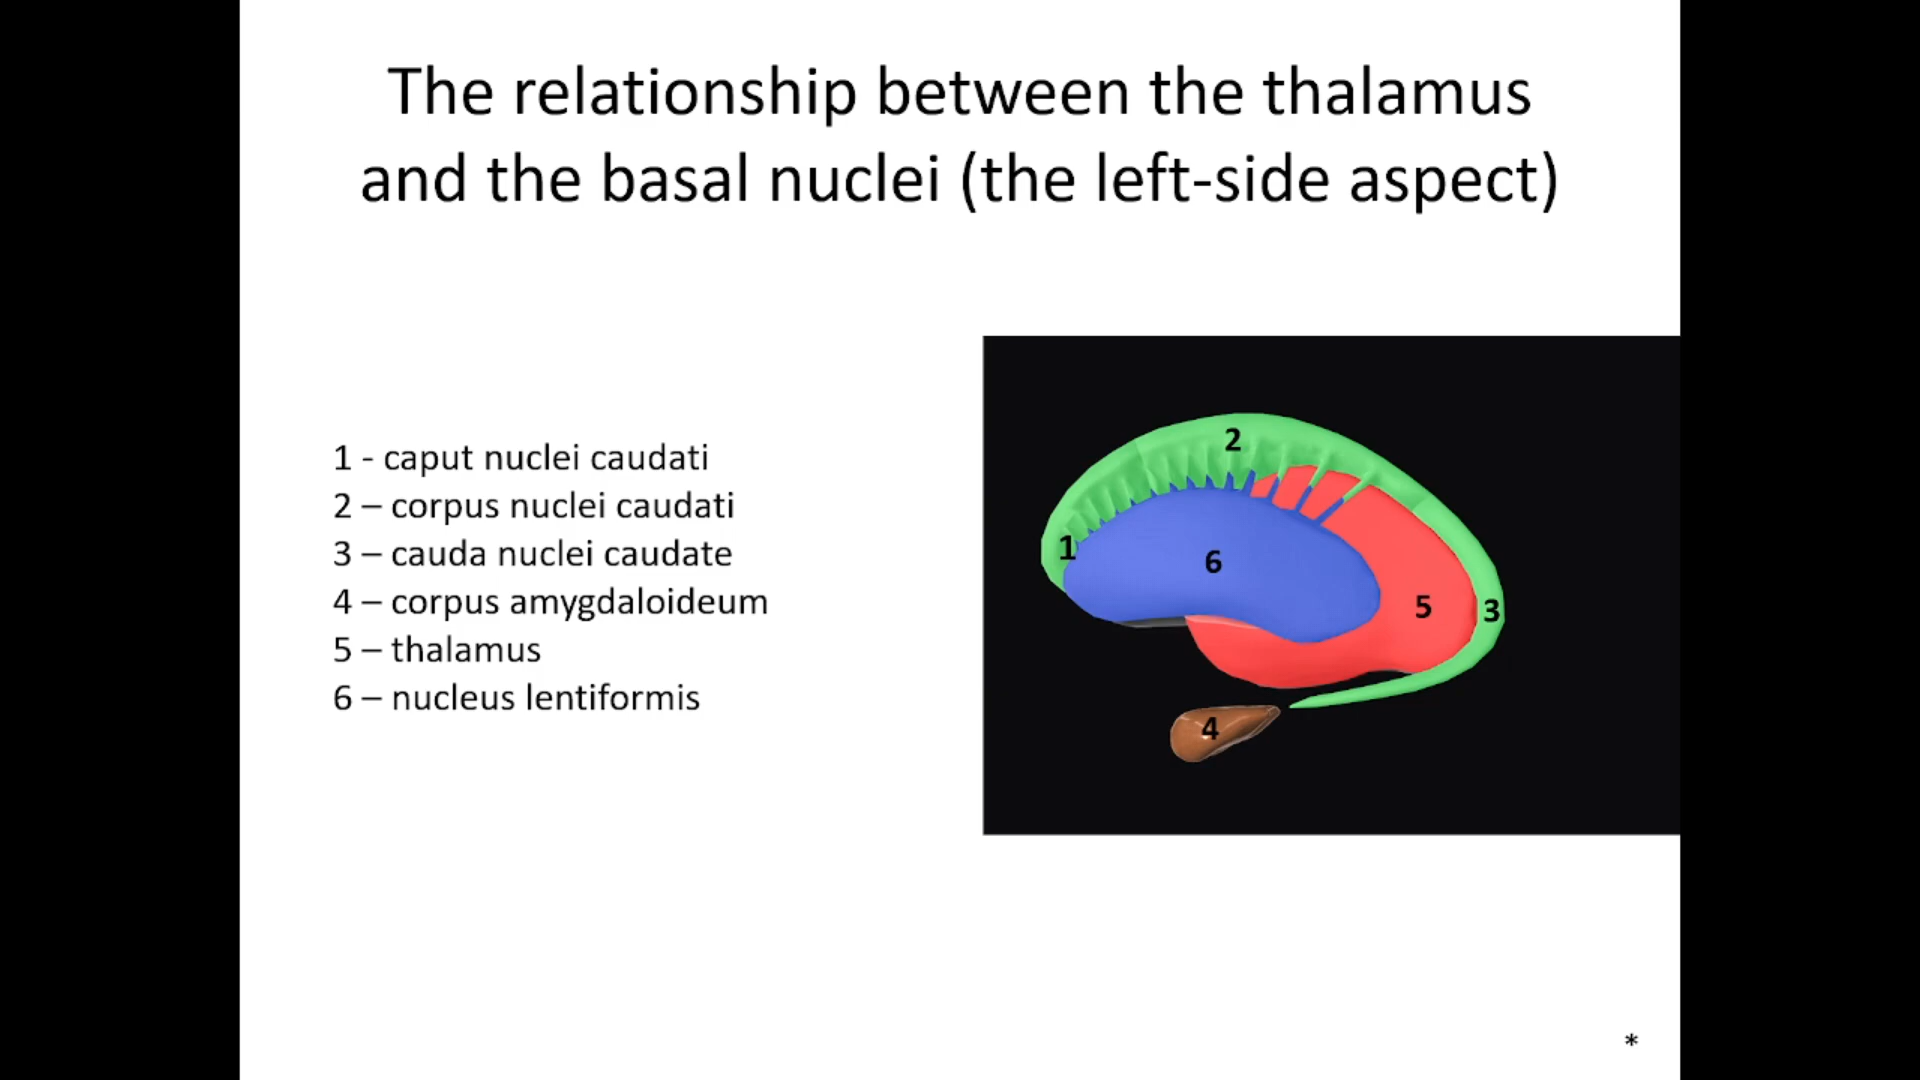 The relationship between the thalamus
and the basal nuclei (the left-side aspect)
1 - caput nuclei caudati
2 – corpus nuclei caudati
3 – cauda nuclei caudate
4 – corpus amygdaloideum
5 – thalamus
6 – nucleus lentiformis
2
1
6
5
3
4
*